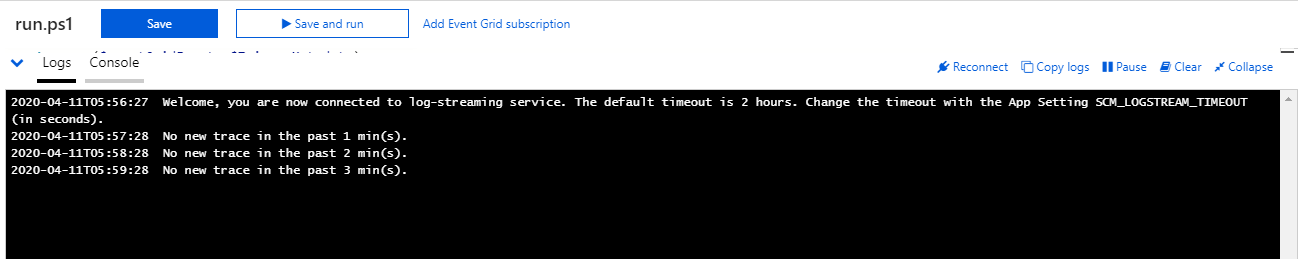 run.ps1 Save Save and run Add Event Grid subscription
Logs Console Reconnect Copy logs Pause Clear Collapse
2020-04-11T05:56:27 Welcome, you are now connected to log-streaming service. The default timeout is 2 hours. Change the timeout with the App Setting SCM_LOGSTREAM_TIMEOUT
(in seconds).
2020-04-11T05:57:28 No new trace in the past 1 min(s).
2020-04-11T05:58:28 No new trace in the past 2 min(s).
2020-04-11T05:59:28 No new trace in the past 3 min(s).